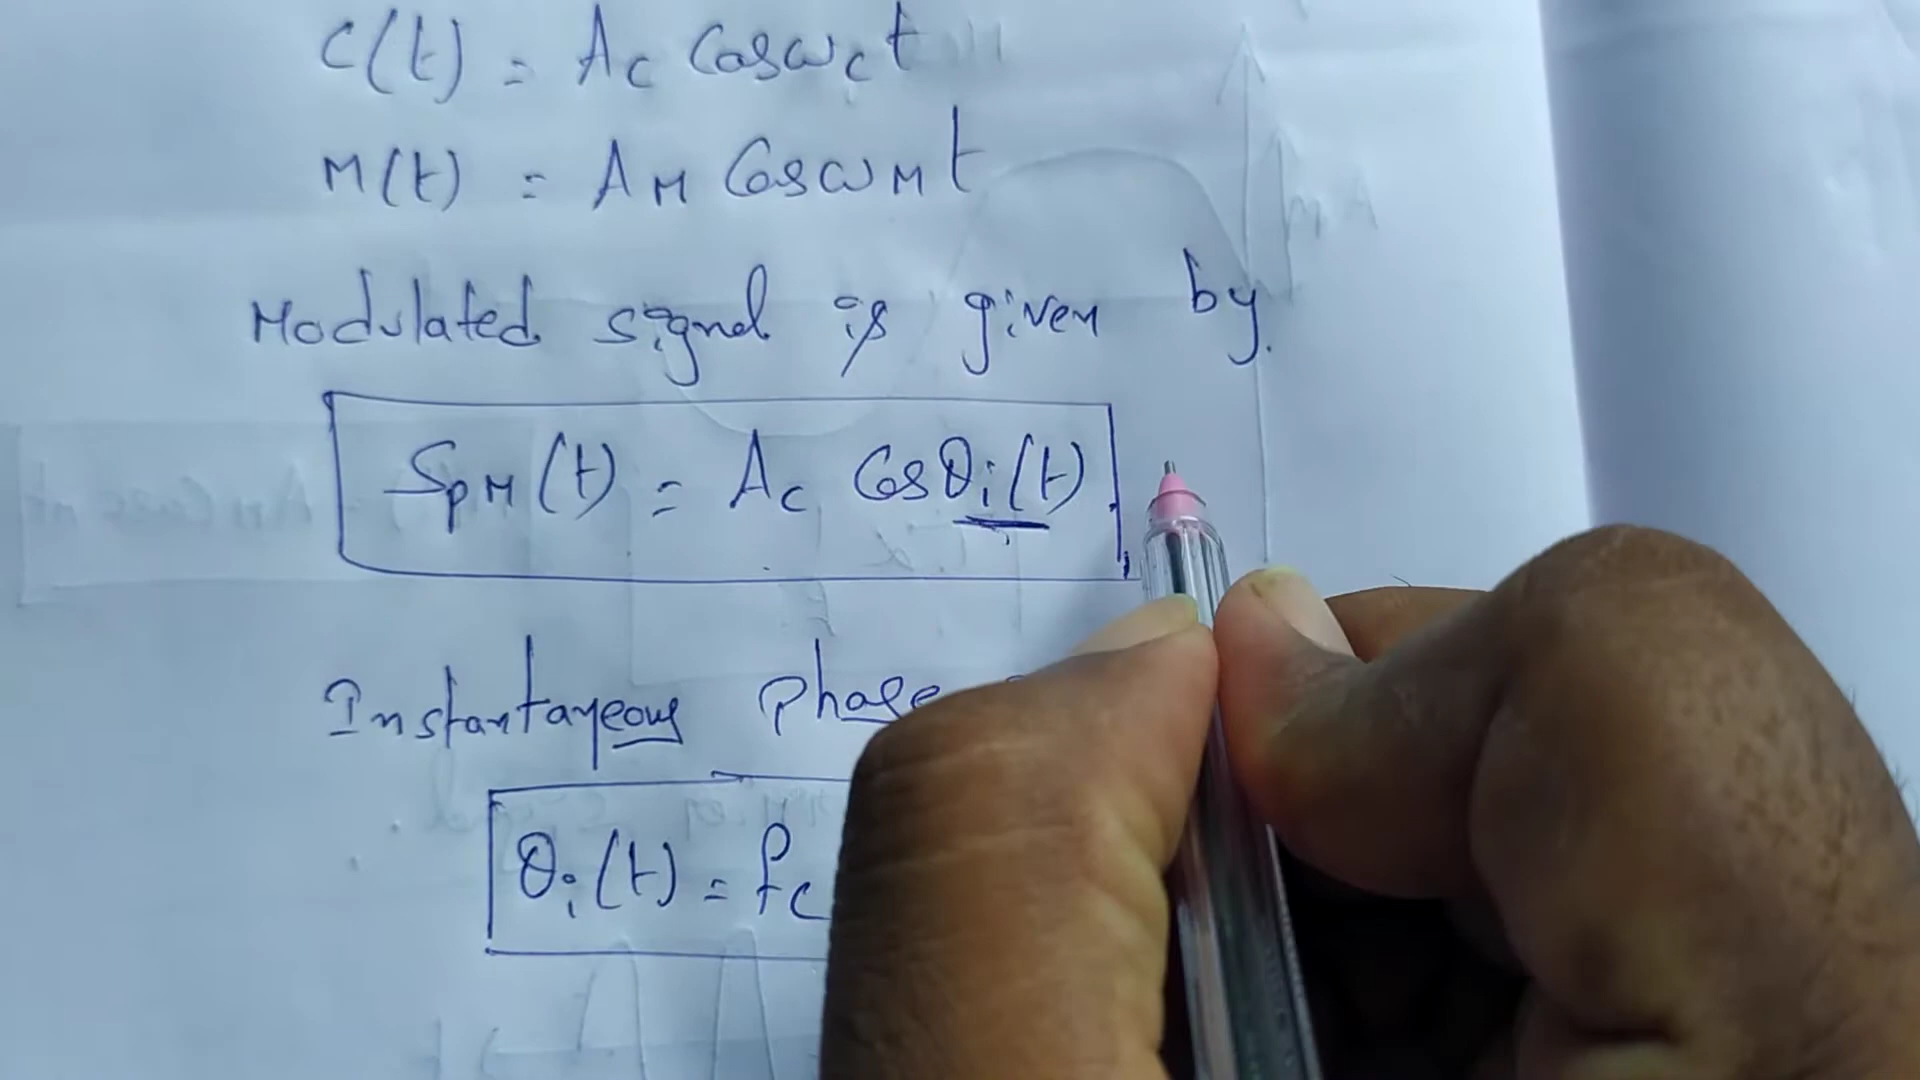 C(t) = Ac Cosωct
M(t) = AM CosωMt
Modulated signal is given by.
SPM(t) = Ac Cosθi(t)
Instantaneous Phase
θi(t) = fc